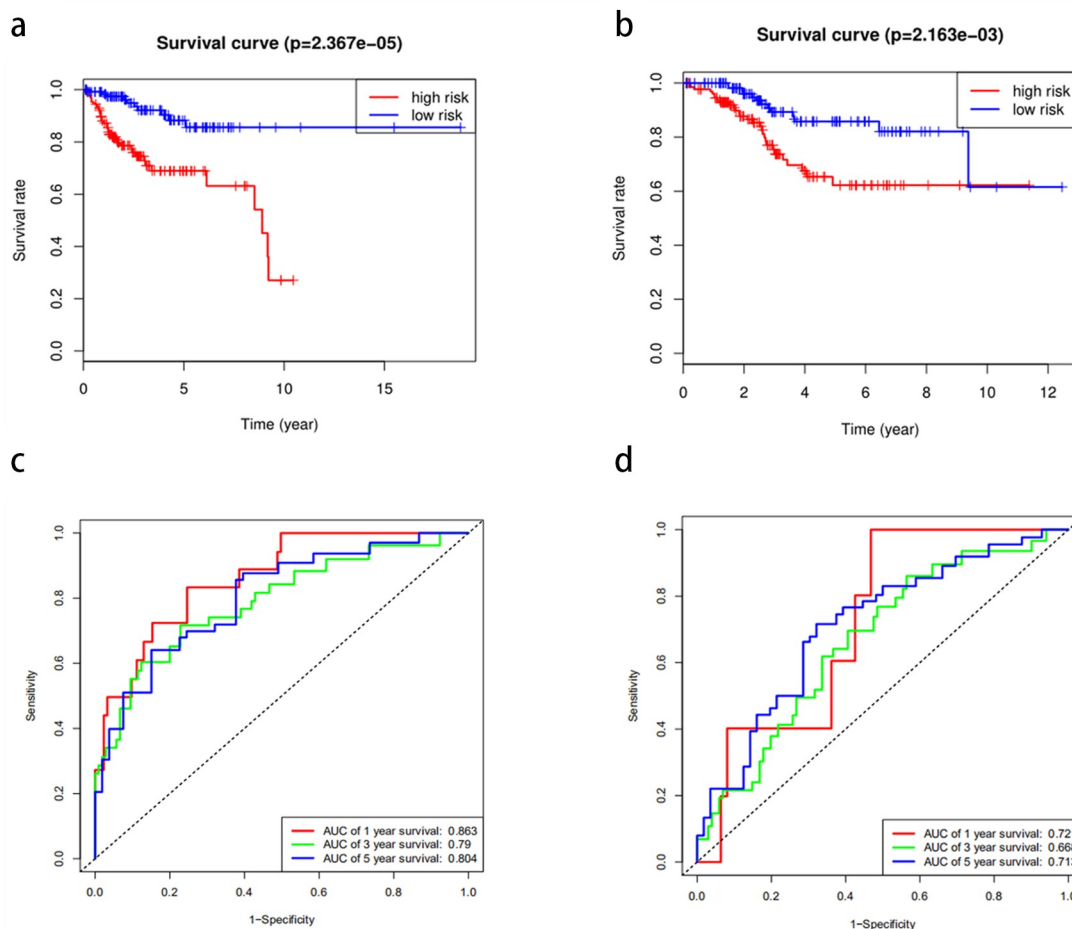 a
Survival curve (p=2.367e−05)
high risk
low risk
Survival rate
0.0
0.2
0.4
0.6
0.8
1.0
0
5
10
15
Time (year)
b
Survival curve (p=2.163e−03)
high risk
low risk
Survival rate
0.0
0.2
0.4
0.6
0.8
1.0
0
2
4
6
8
10
12
Time (year)
c
Sensitivity
0.0
0.2
0.4
0.6
0.8
1.0
AUC of 1 year survival: 0.863
AUC of 3 year survival: 0.79
AUC of 5 year survival: 0.804
0.0
0.2
0.4
0.6
0.8
1.0
1−Specificity
d
Sensitivity
0.0
0.2
0.4
0.6
0.8
1.0
AUC of 1 year survival: 0.72
AUC of 3 year survival:
AUC of 5 year survival:
0.0
0.2
0.4
0.6
0.8
1.0
1−Specificity